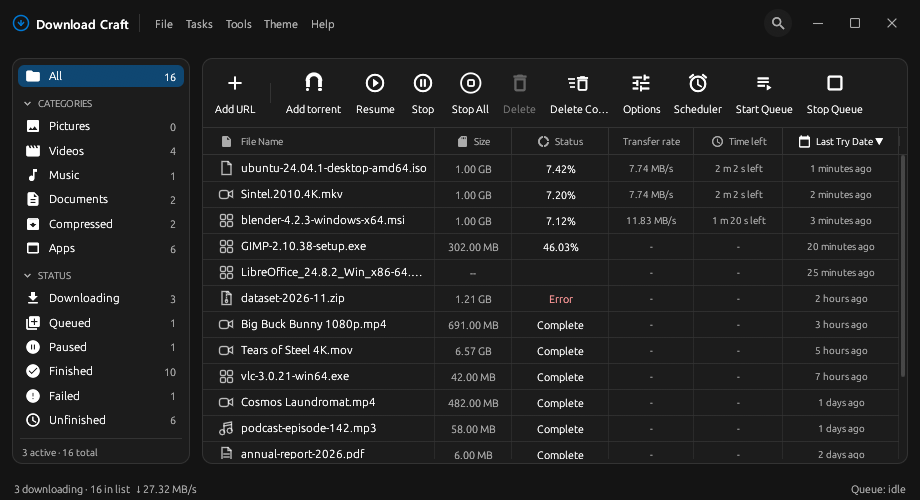 Download Craft File Tasks Tools Theme Help
All 16
CATEGORIES
Pictures 0
Videos 4
Music 1
Documents 2
Compressed 2
Apps 6
STATUS
Downloading 3
Queued 1
Paused 1
Finished 10
Failed 1
Unfinished 6
3 active · 16 total
Add URL Add torrent Resume Stop Stop All Delete Delete Co... Options Scheduler Start Queue Stop Queue
File Name Size Status Transfer rate Time left Last Try Date ▼
ubuntu-24.04.1-desktop-amd64.iso 1.00 GB 7.42% 7.74 MB/s 2 m 2 s left 1 minutes ago
Sintel.2010.4K.mkv 1.00 GB 7.20% 7.74 MB/s 2 m 2 s left 2 minutes ago
blender-4.2.3-windows-x64.msi 1.00 GB 7.12% 11.83 MB/s 1 m 20 s left 3 minutes ago
GIMP-2.10.38-setup.exe 302.00 MB 46.03% - - 20 minutes ago
LibreOffice_24.8.2_Win_x86-64.... -- - - 25 minutes ago
dataset-2026-11.zip 1.21 GB Error - - 2 hours ago
Big Buck Bunny 1080p.mp4 691.00 MB Complete - - 3 hours ago
Tears of Steel 4K.mov 6.57 GB Complete - - 5 hours ago
vlc-3.0.21-win64.exe 42.00 MB Complete - - 7 hours ago
Cosmos Laundromat.mp4 482.00 MB Complete - - 1 days ago
podcast-episode-142.mp3 58.00 MB Complete - - 1 days ago
annual-report-2026.pdf 6.00 MB Complete - - 2 days ago
3 downloading · 16 in list ↓27.32 MB/s Queue: idle